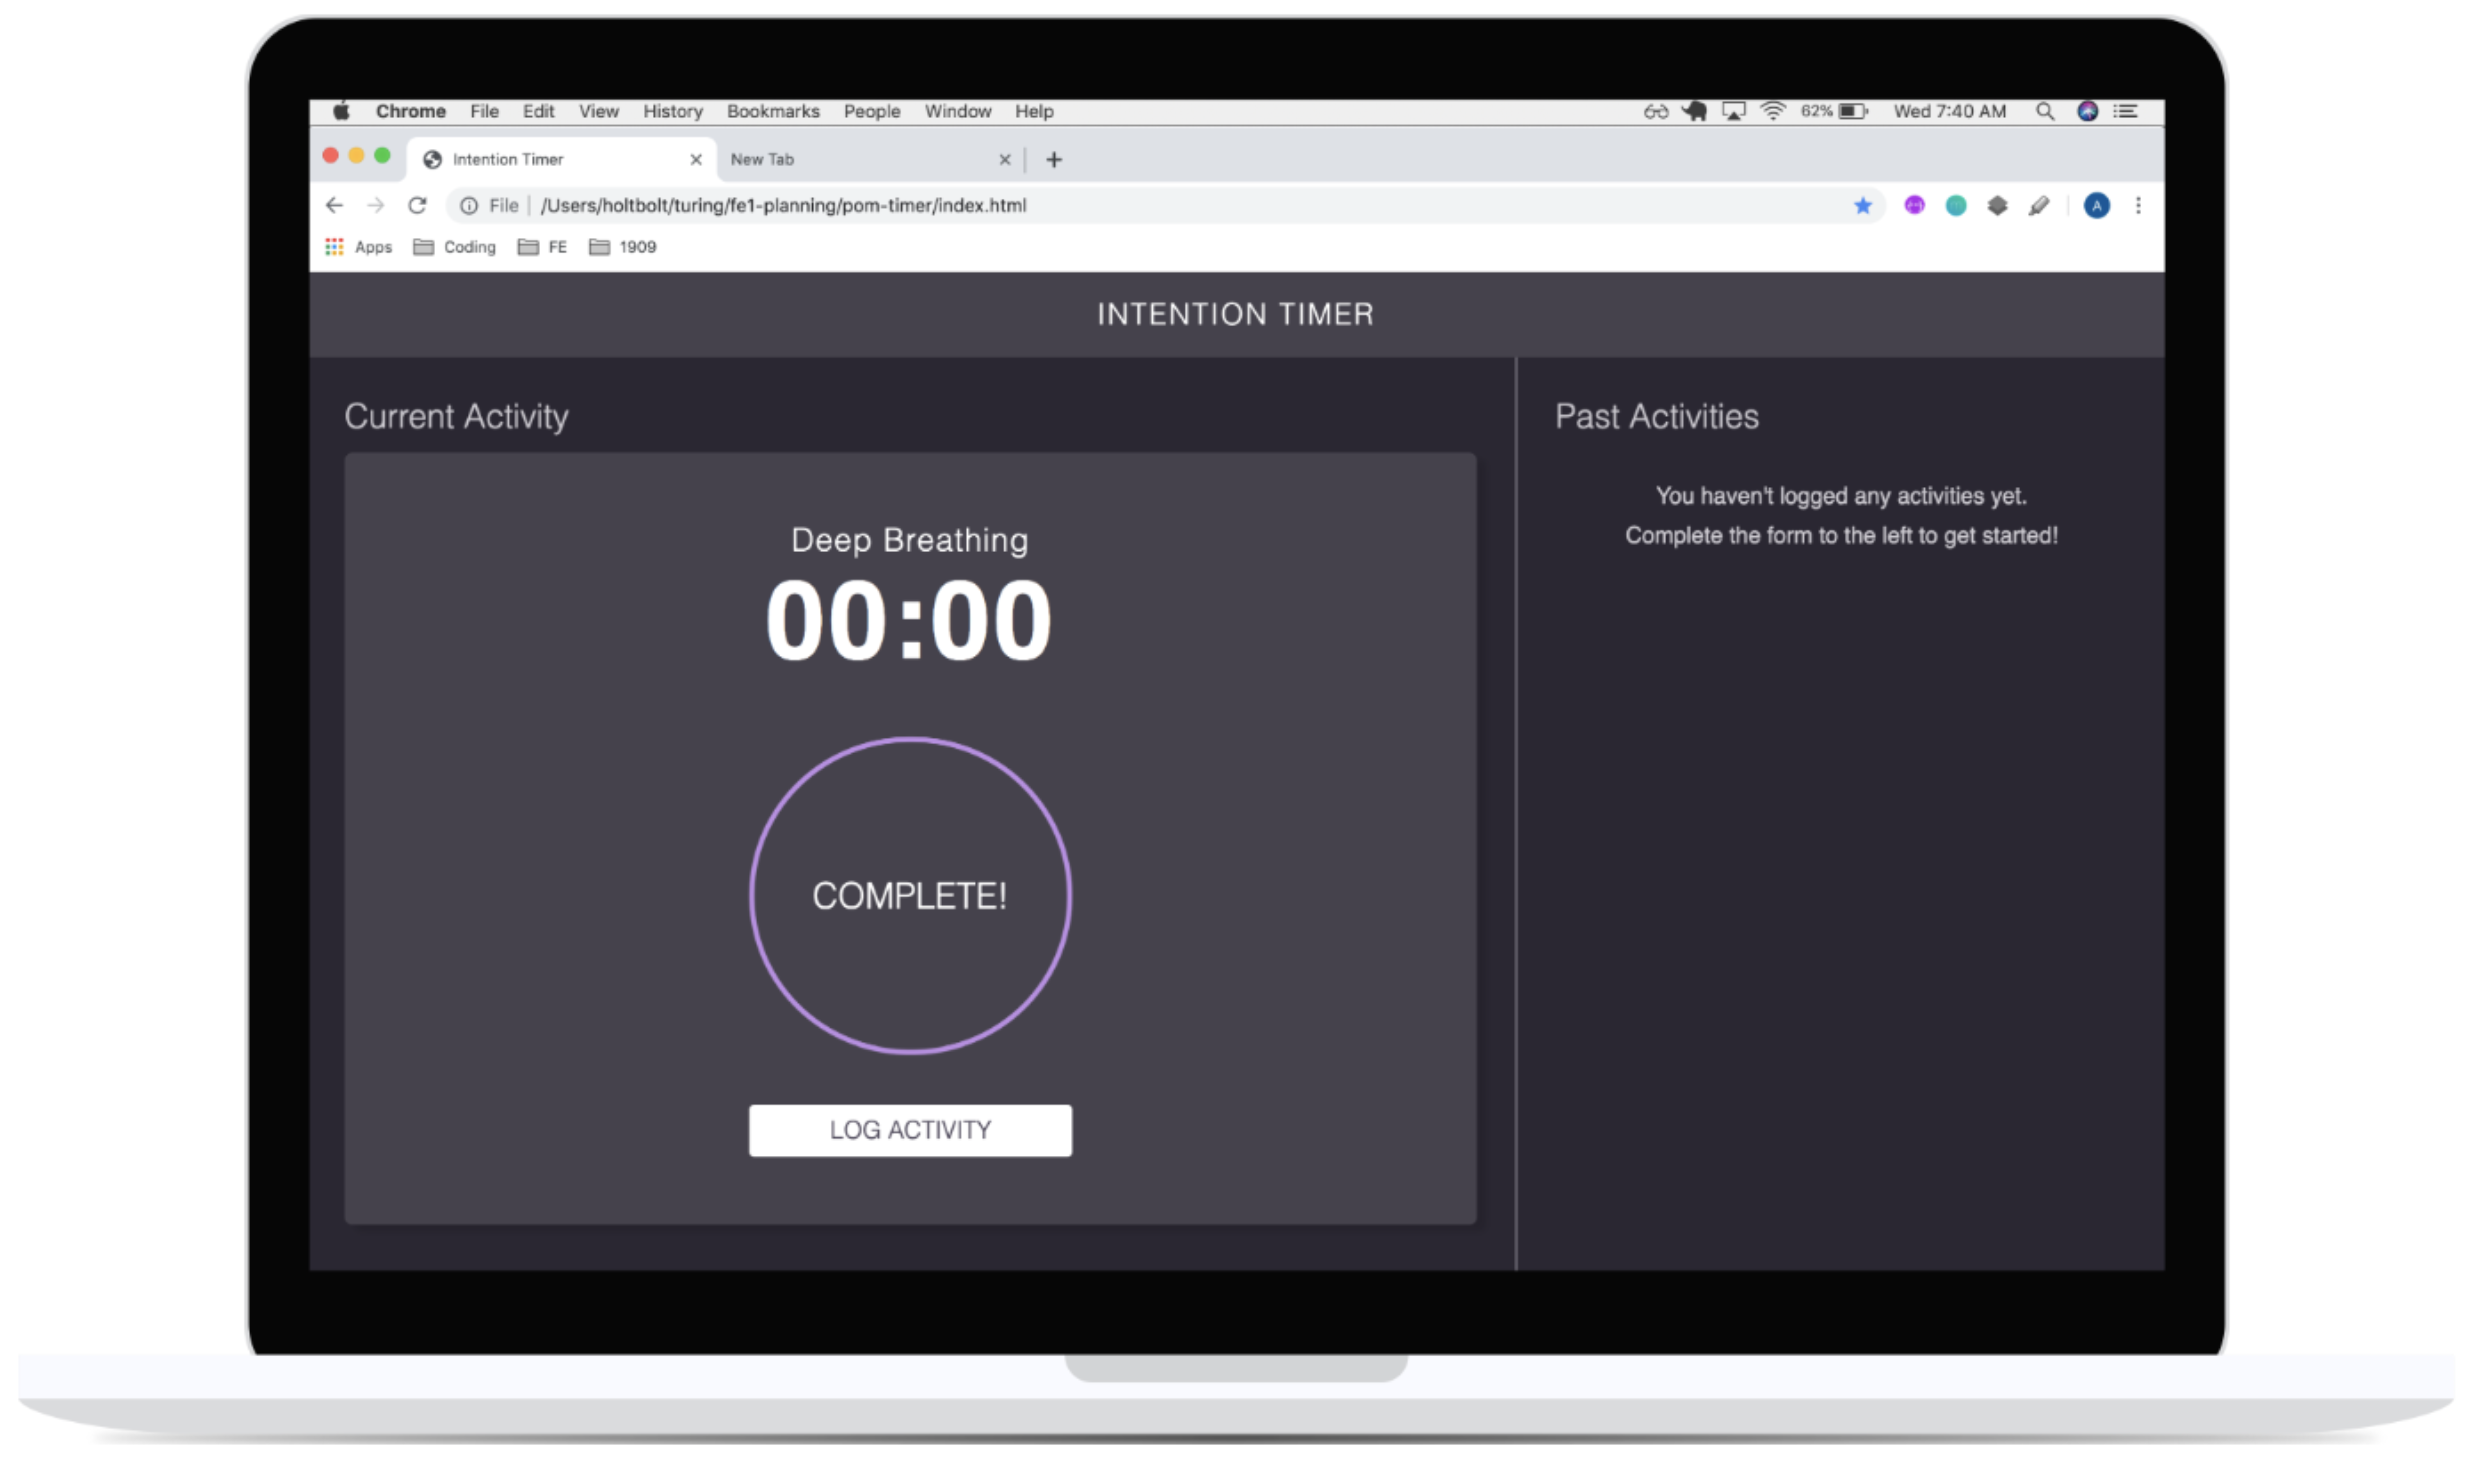 Chrome File Edit View History Bookmarks People Window Help 62% Wed 7:40 AM
Intention Timer New Tab
File /Users/holtbolt/turing/fe1-planning/pom-timer/index.html A
Apps Coding FE 1909
INTENTION TIMER
Current Activity
Deep Breathing
00:00
COMPLETE!
LOG ACTIVITY
Past Activities
You haven't logged any activities yet.
Complete the form to the left to get started!